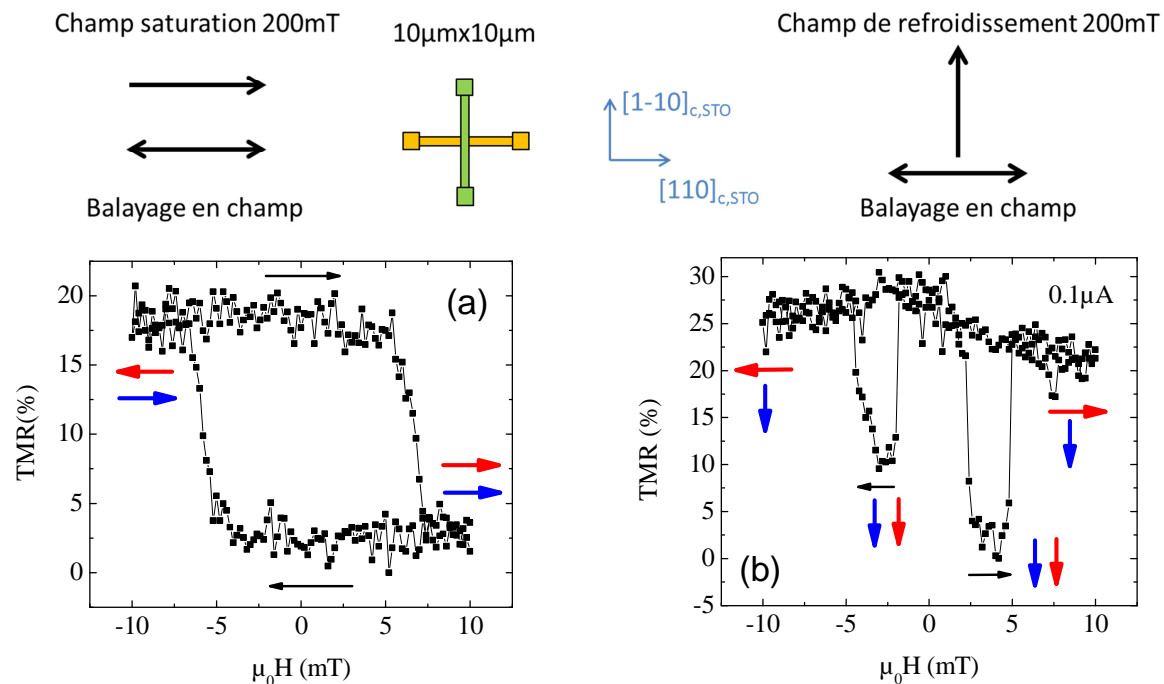 Champ saturation 200mT
10µmx10µm
Champ de refroidissement 200mT
[1-10]c,STO
[110]c,STO
Balayage en champ
Balayage en champ
(a)
20
15
10
5
0
TMR(%)
-10 -5 0 5 10
µ0H (mT)
0.1µA
(b)
30
25
20
15
10
5
0
-5
TMR (%)
-10 -5 0 5 10
µ0H (mT)